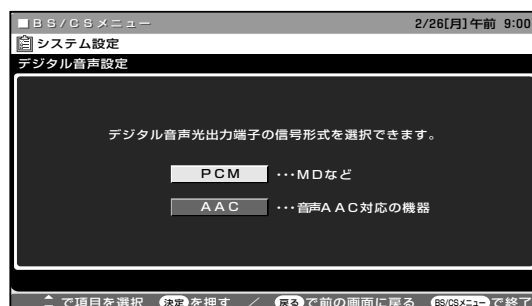 ■BS/CSメニュー 2/26[月]午前 9:00
システム設定
デジタル音声設定
デジタル音声光出力端子の信号形式を選択できます。
PCM ･･･MDなど
AAC ･･･音声AAC対応の機器
で項目を選択 決定を押す / 戻るで前の画面に戻る BS/CSメニューで終了